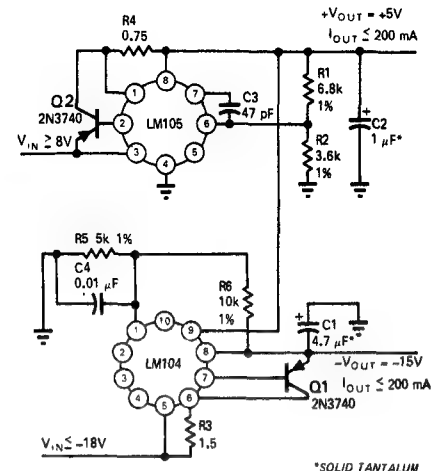 R4
0.75
+VOUT = +5V
IOUT ≤ 200 mA
8
1
7
Q2
2N3740
2
LM105
6
C3
47 pF
R1
6.8k
1%
+
C2
1 µF*
VIN ≥ 8V
3
5
4
R2
3.6k
1%
R5 5k 1%
C4
0.01 µF
R6
10k
1%
+
C1
4.7 µF*
10
1
9
2
8
LM104
3
7
4
6
5
-VOUT = -15V
IOUT ≤ 200 mA
Q1
2N3740
R3
1.5
VIN ≤ -18V
*SOLID TANTALUM